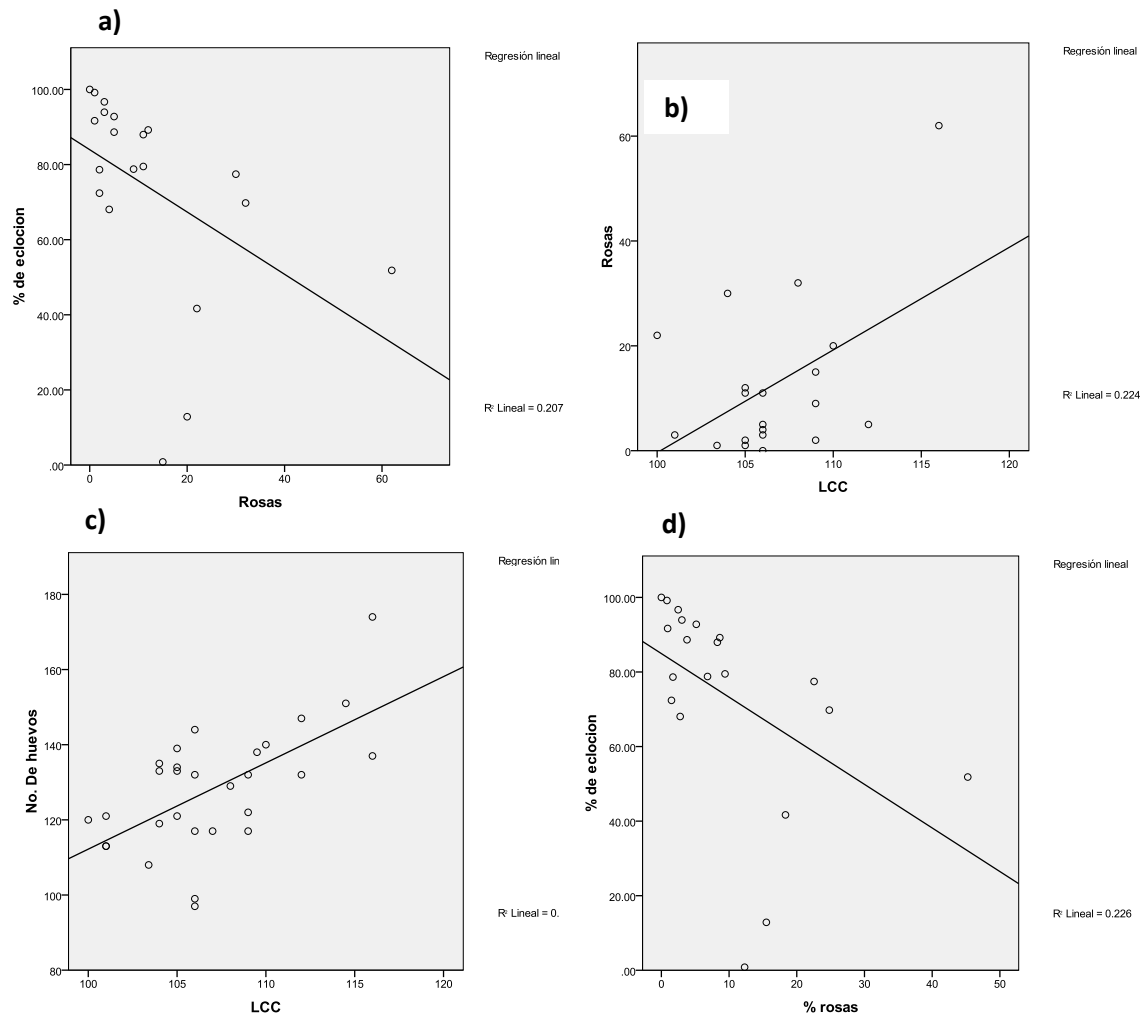 a)
Regresión lineal
100.00
80.00
60.00
40.00
20.00
.00
% de eclocion
0
20
40
60
Rosas
R² Lineal = 0.207
b)
Regresión lineal
60
40
20
0
Rosas
100
105
110
115
120
LCC
R² Lineal = 0.224
c)
Regresión lin
180
160
140
120
100
80
No. De huevos
100
105
110
115
120
LCC
R² Lineal = 0.
d)
Regresión lineal
100.00
80.00
60.00
40.00
20.00
.00
% de eclocion
0
10
20
30
40
50
% rosas
R² Lineal = 0.226